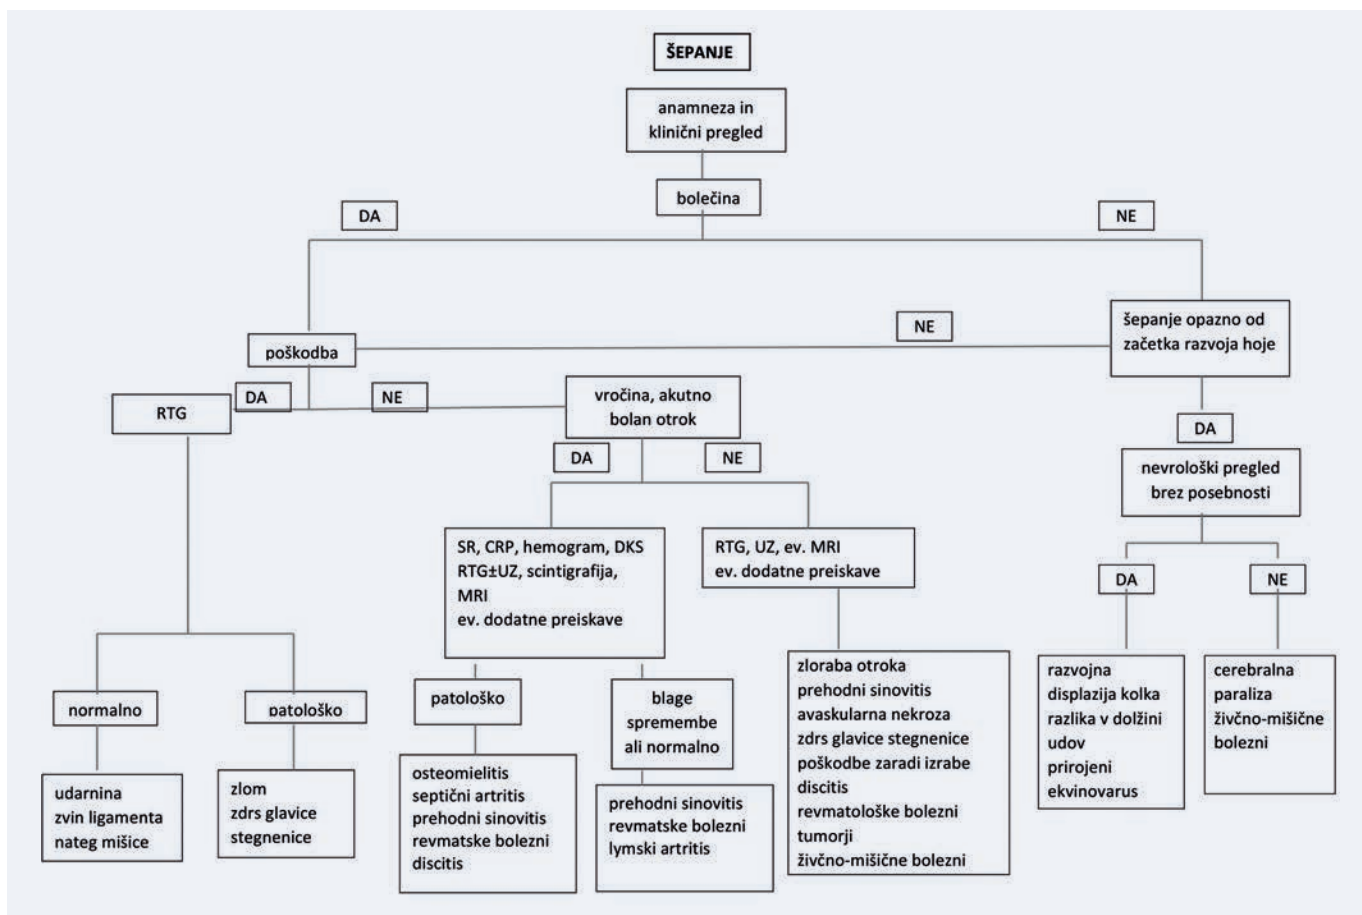 ŠEPANJE
anamneza in
klinični pregled
bolečina
DA
NE
šepanje opazno od
začetka razvoja hoje
NE
poškodba
DA
NE
RTG
vročina, akutno
bolan otrok
DA
NE
DA
nevrološki pregled
brez posebnosti
SR, CRP, hemogram, DKS
RTG±UZ, scintigrafija,
MRI
ev. dodatne preiskave
RTG, UZ, ev. MRI
ev. dodatne preiskave
DA
NE
normalno
patološko
patološko
blage
spremembe
ali normalno
udarnina
zvin ligamenta
nateg mišice
zlom
zdrs glavice
stegnenice
osteomielitis
septični artritis
prehodni sinovitis
revmatske bolezni
discitis
prehodni sinovitis
revmatske bolezni
lymski artritis
zloraba otroka
prehodni sinovitis
avaskularna nekroza
zdrs glavice stegnenice
poškodbe zaradi izrabe
discitis
revmatološke bolezni
tumorji
živčno-mišične bolezni
razvojna
displazija kolka
razlika v dolžini
udov
prirojeni
ekvinovarus
cerebralna
paraliza
živčno-mišične
bolezni